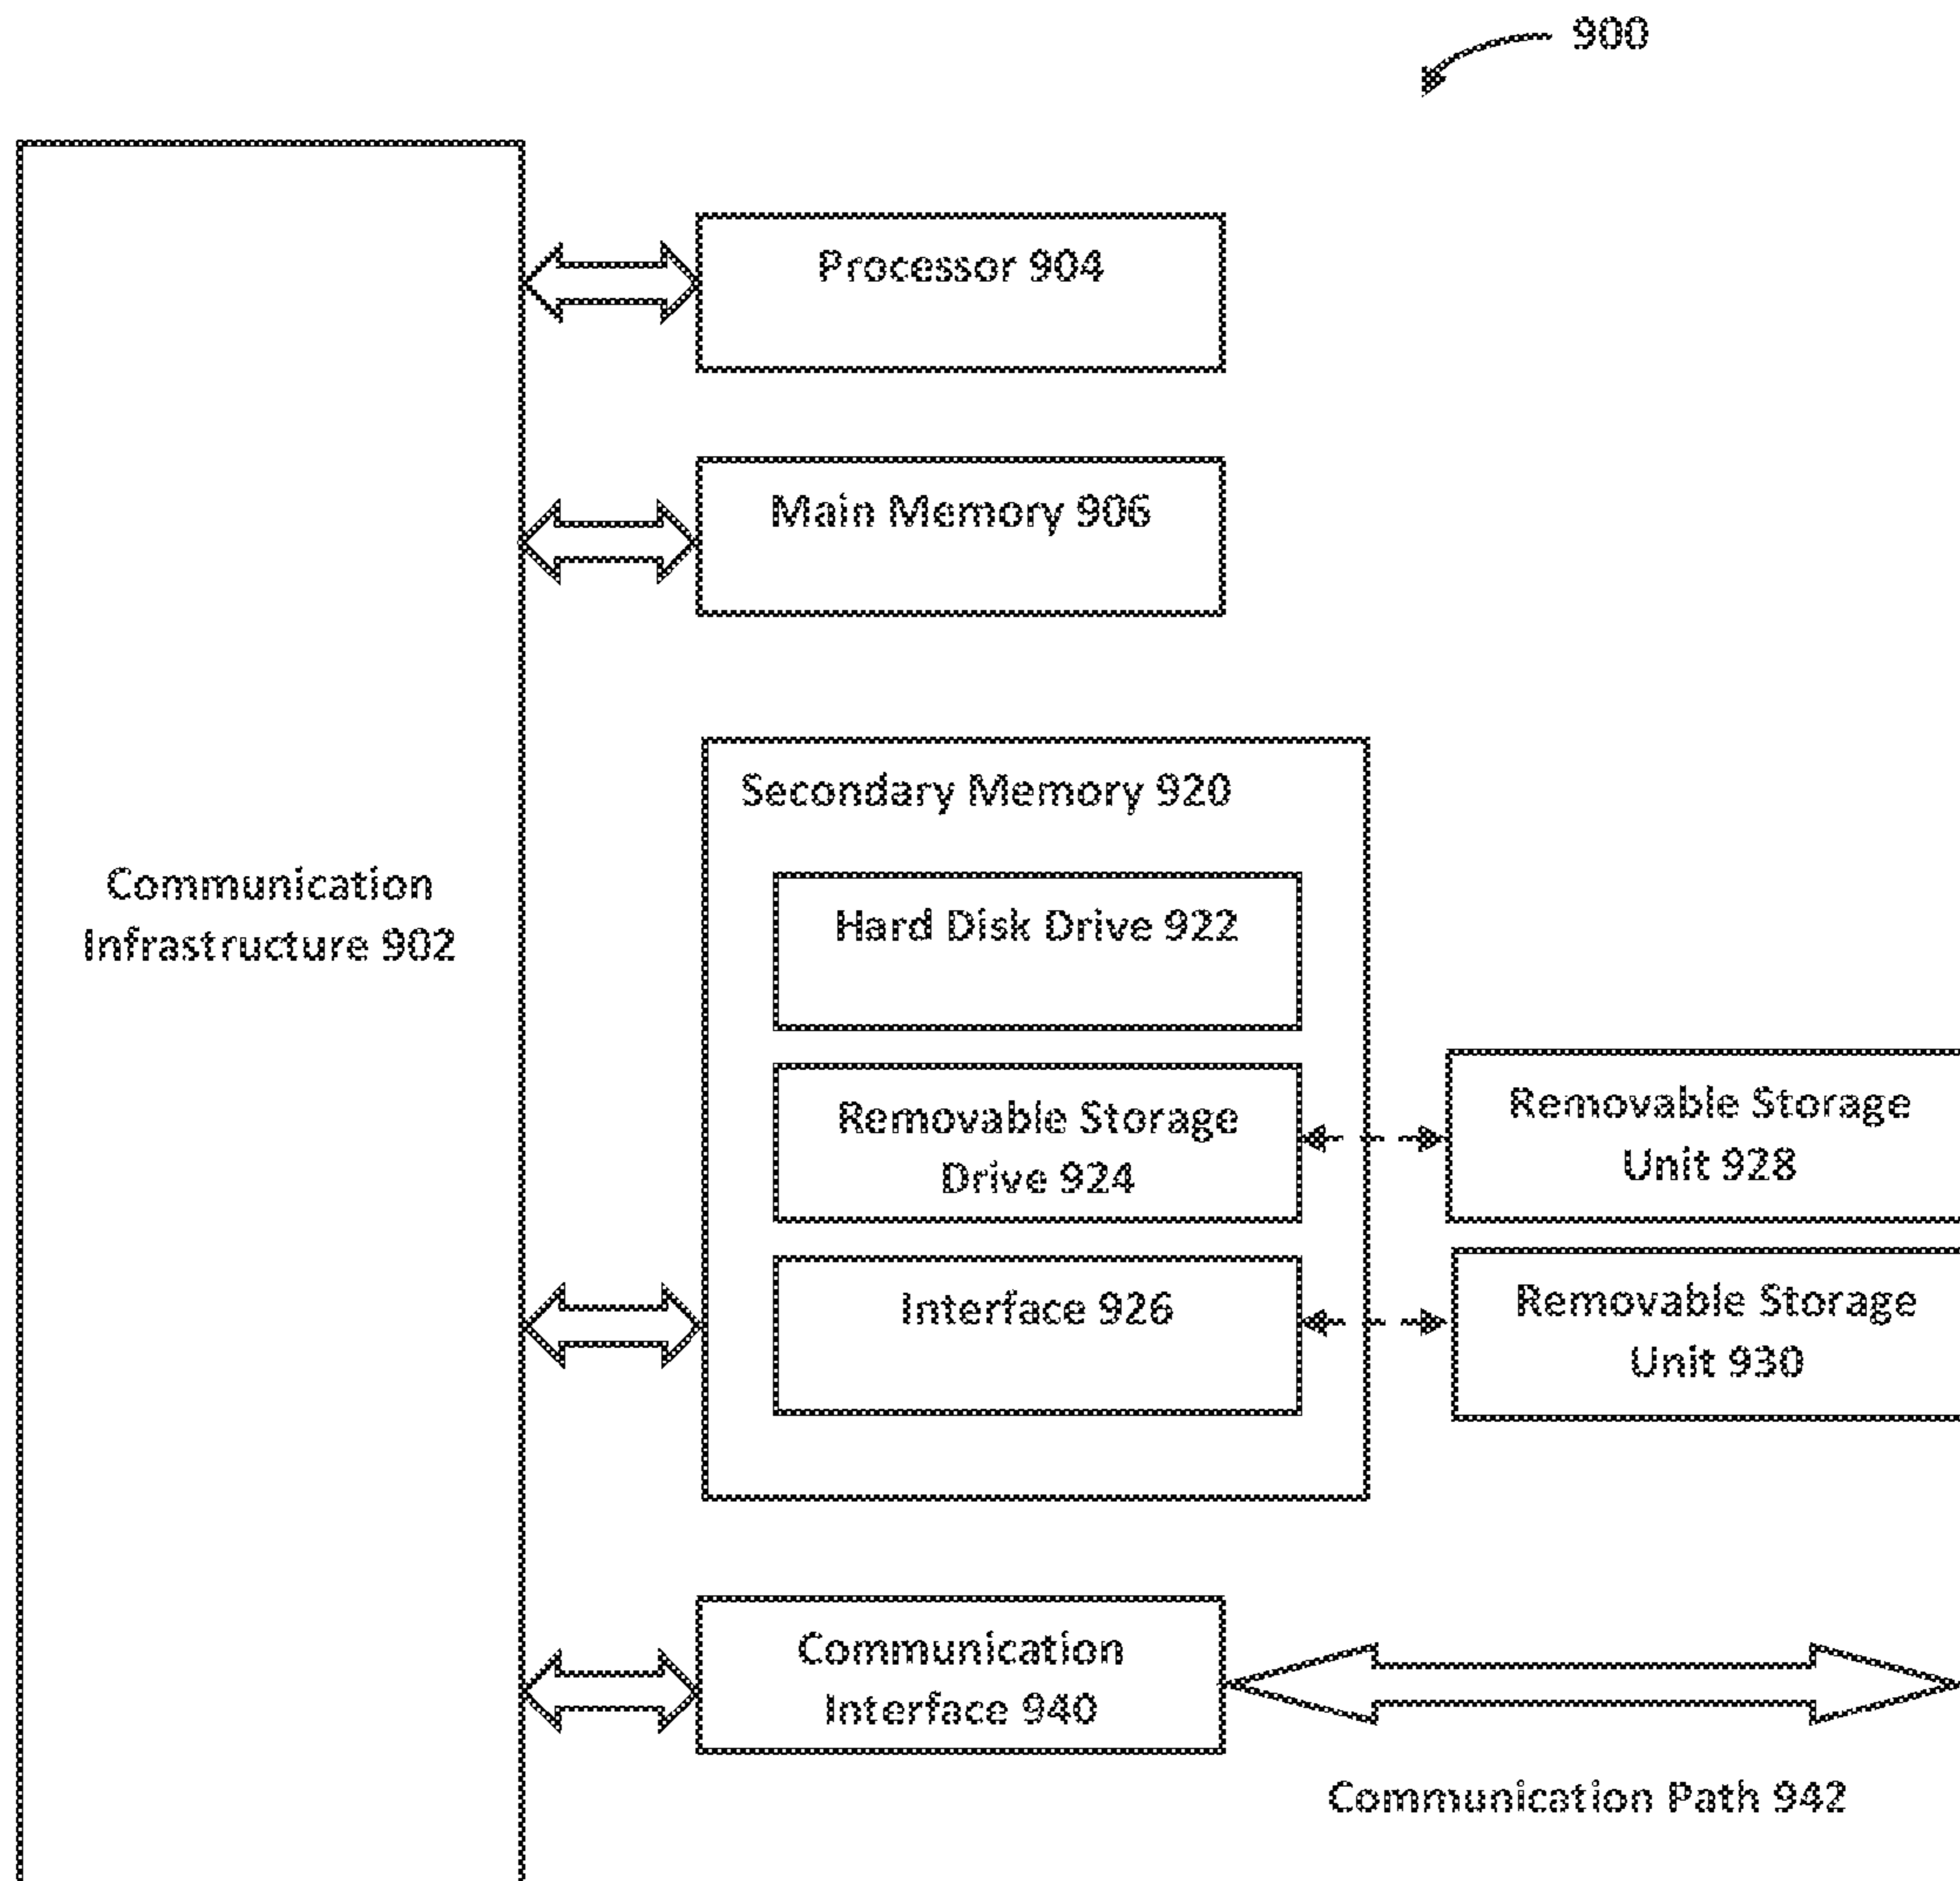 900
Processor 904
Main Memory 906
Secondary Memory 920
Communication
Infrastructure 902
Hard Disk Drive 922
Removable Storage
Drive 924
Removable Storage
Unit 928
Interface 926
Removable Storage
Unit 930
Communication
Interface 940
Communication Path 942